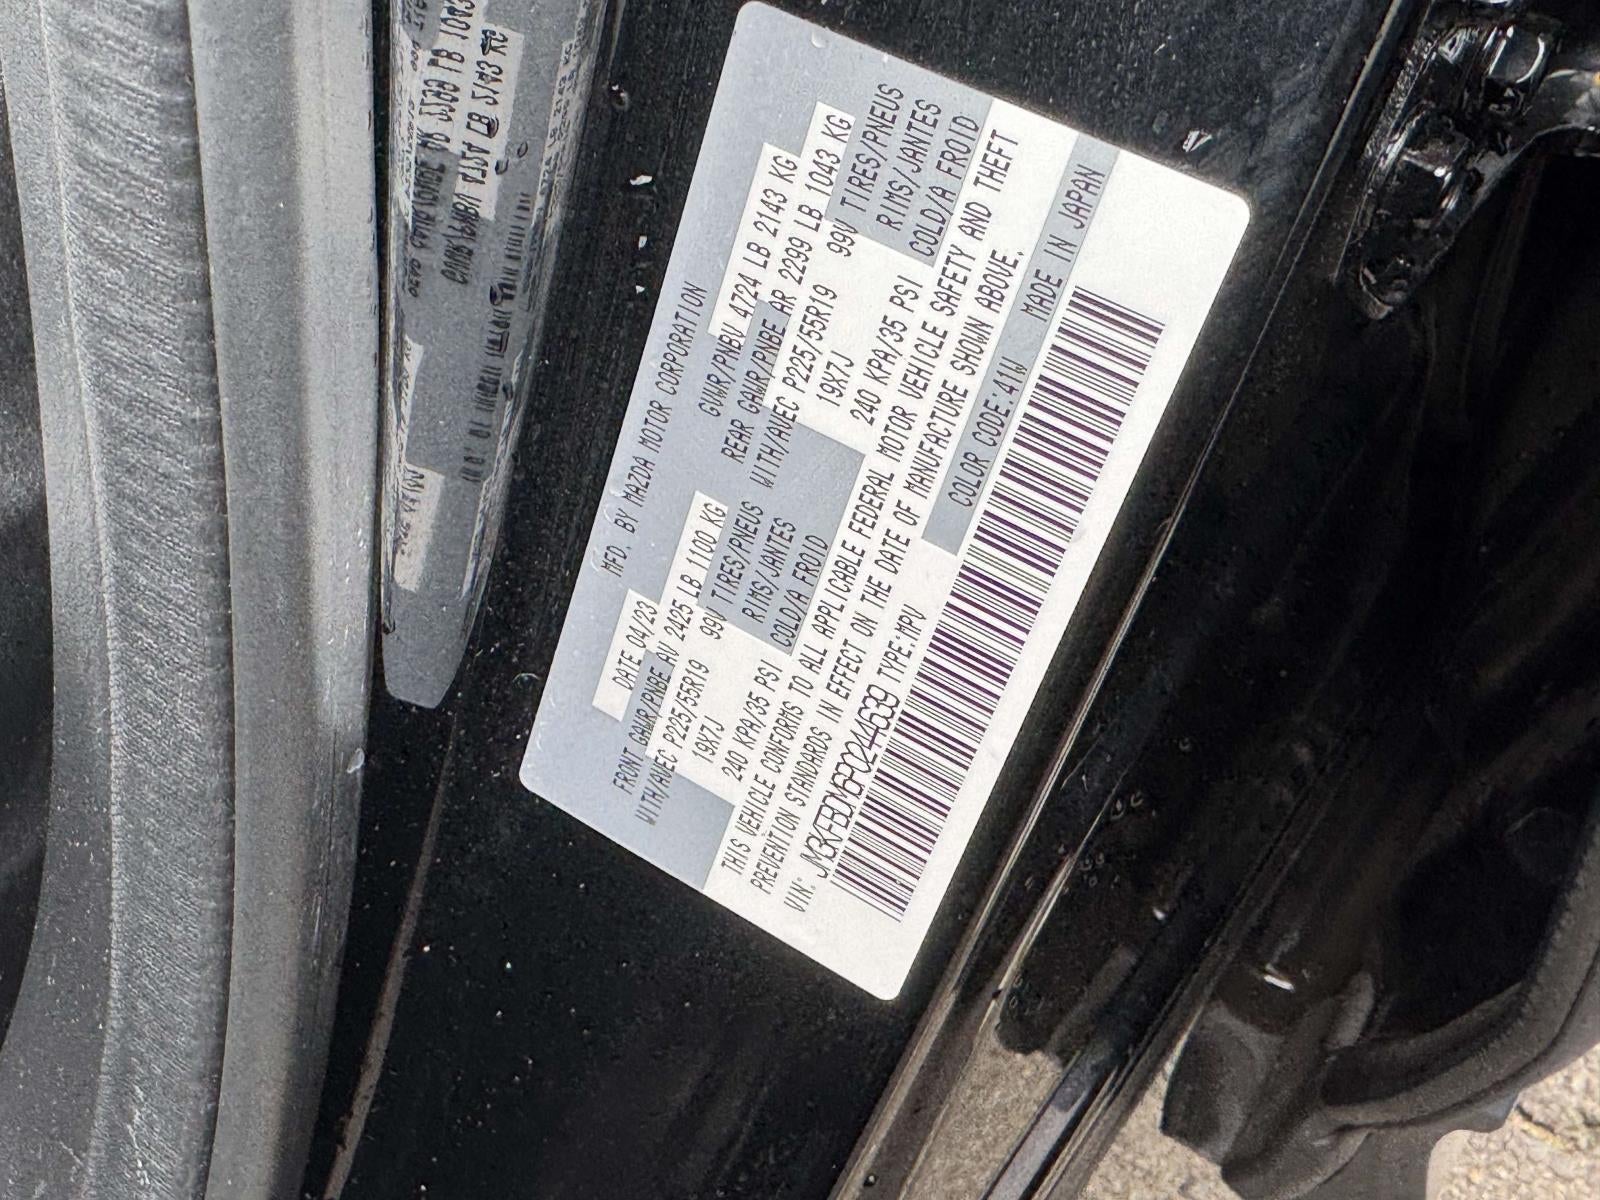 MFD. BY MAZDA MOTOR CORPORATION
DATE 04/23 GVWR/PNBV 4724 LB 2143 KG
FRONT GAWR/PNBE AV 2425 LB 1100 KG REAR GAWR/PNBE AR 2299 LB 1043 KG
WITH/AVEC P225/55R19 99V TIRES/PNEUS WITH/AVEC P225/55R19 99V TIRES/PNEUS
19X7J RIMS/JANTES 19X7J RIMS/JANTES
240 KPA/35 PSI COLD/A FROID 240 KPA/35 PSI COLD/A FROID
THIS VEHICLE CONFORMS TO ALL APPLICABLE FEDERAL MOTOR VEHICLE SAFETY AND THEFT
PREVENTION STANDARDS IN EFFECT ON THE DATE OF MANUFACTURE SHOWN ABOVE.
VIN: JM3KFBDM6P0244639 TYPE:MPV COLOR CODE:41W MADE IN JAPAN